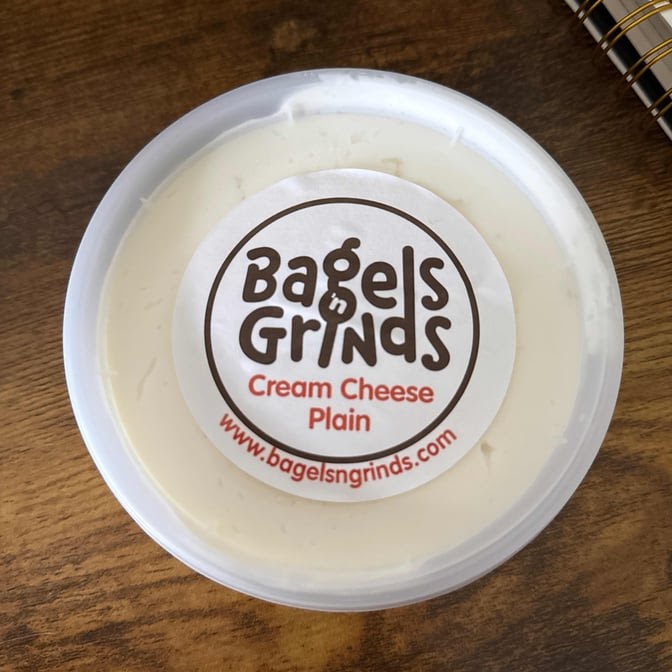 Bagels
'n
Grinds
Cream Cheese
Plain
www.bagelsngrinds.com